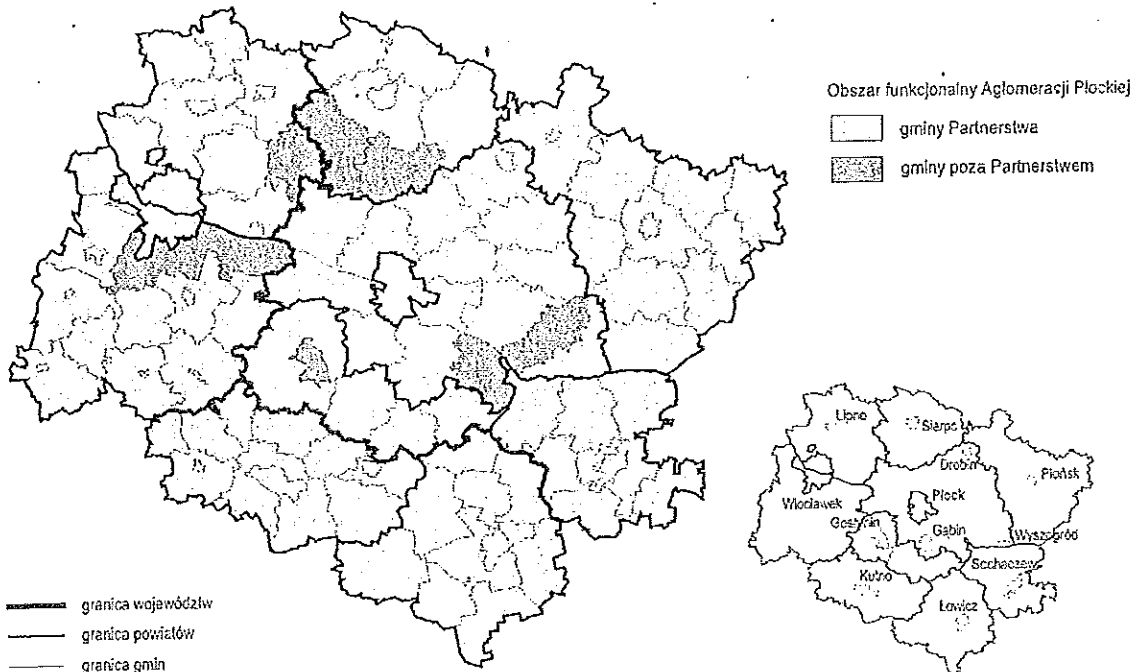 Obszar funkcjonalny Aglomeracji Płockiej
gminy Partnerstwa
gminy poza Partnerstwem
Lipno
Sierpc
Drobin
Płońsk
Włocławek
Płock
Gostynin
Gąbin
Wyszogród
Sochaczew
Kutno
Łowicz
granica województw
granica powiatów
granica gmin